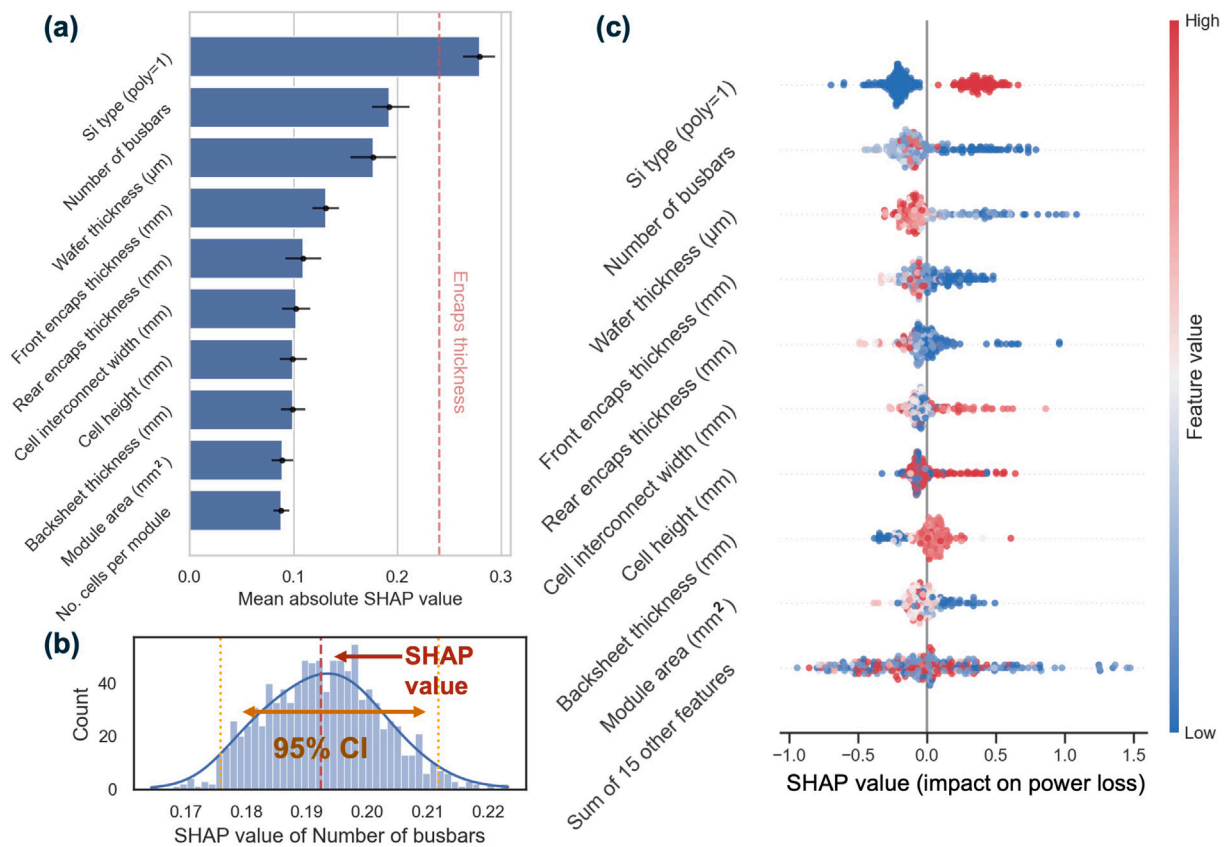 (a)
Si type (poly=1)
Number of busbars
Wafer thickness (μm)
Front encaps thickness (mm)
Rear encaps thickness (mm)
Cell interconnect width (mm)
Cell height (mm)
Backsheet thickness (mm)
Module area (mm²)
No. cells per module
Encaps thickness
0.0 0.1 0.2 0.3
Mean absolute SHAP value
(b)
SHAP
value
95% CI
Count
40
20
0
0.17 0.18 0.19 0.20 0.21 0.22
SHAP value of Number of busbars
(c)
Si type (poly=1)
Number of busbars
Wafer thickness (μm)
Front encaps thickness (mm)
Rear encaps thickness (mm)
Cell interconnect width (mm)
Cell height (mm)
Backsheet thickness (mm)
Module area (mm²)
Sum of 15 other features
−1.0 −0.5 0.0 0.5 1.0 1.5
SHAP value (impact on power loss)
High
Feature value
Low